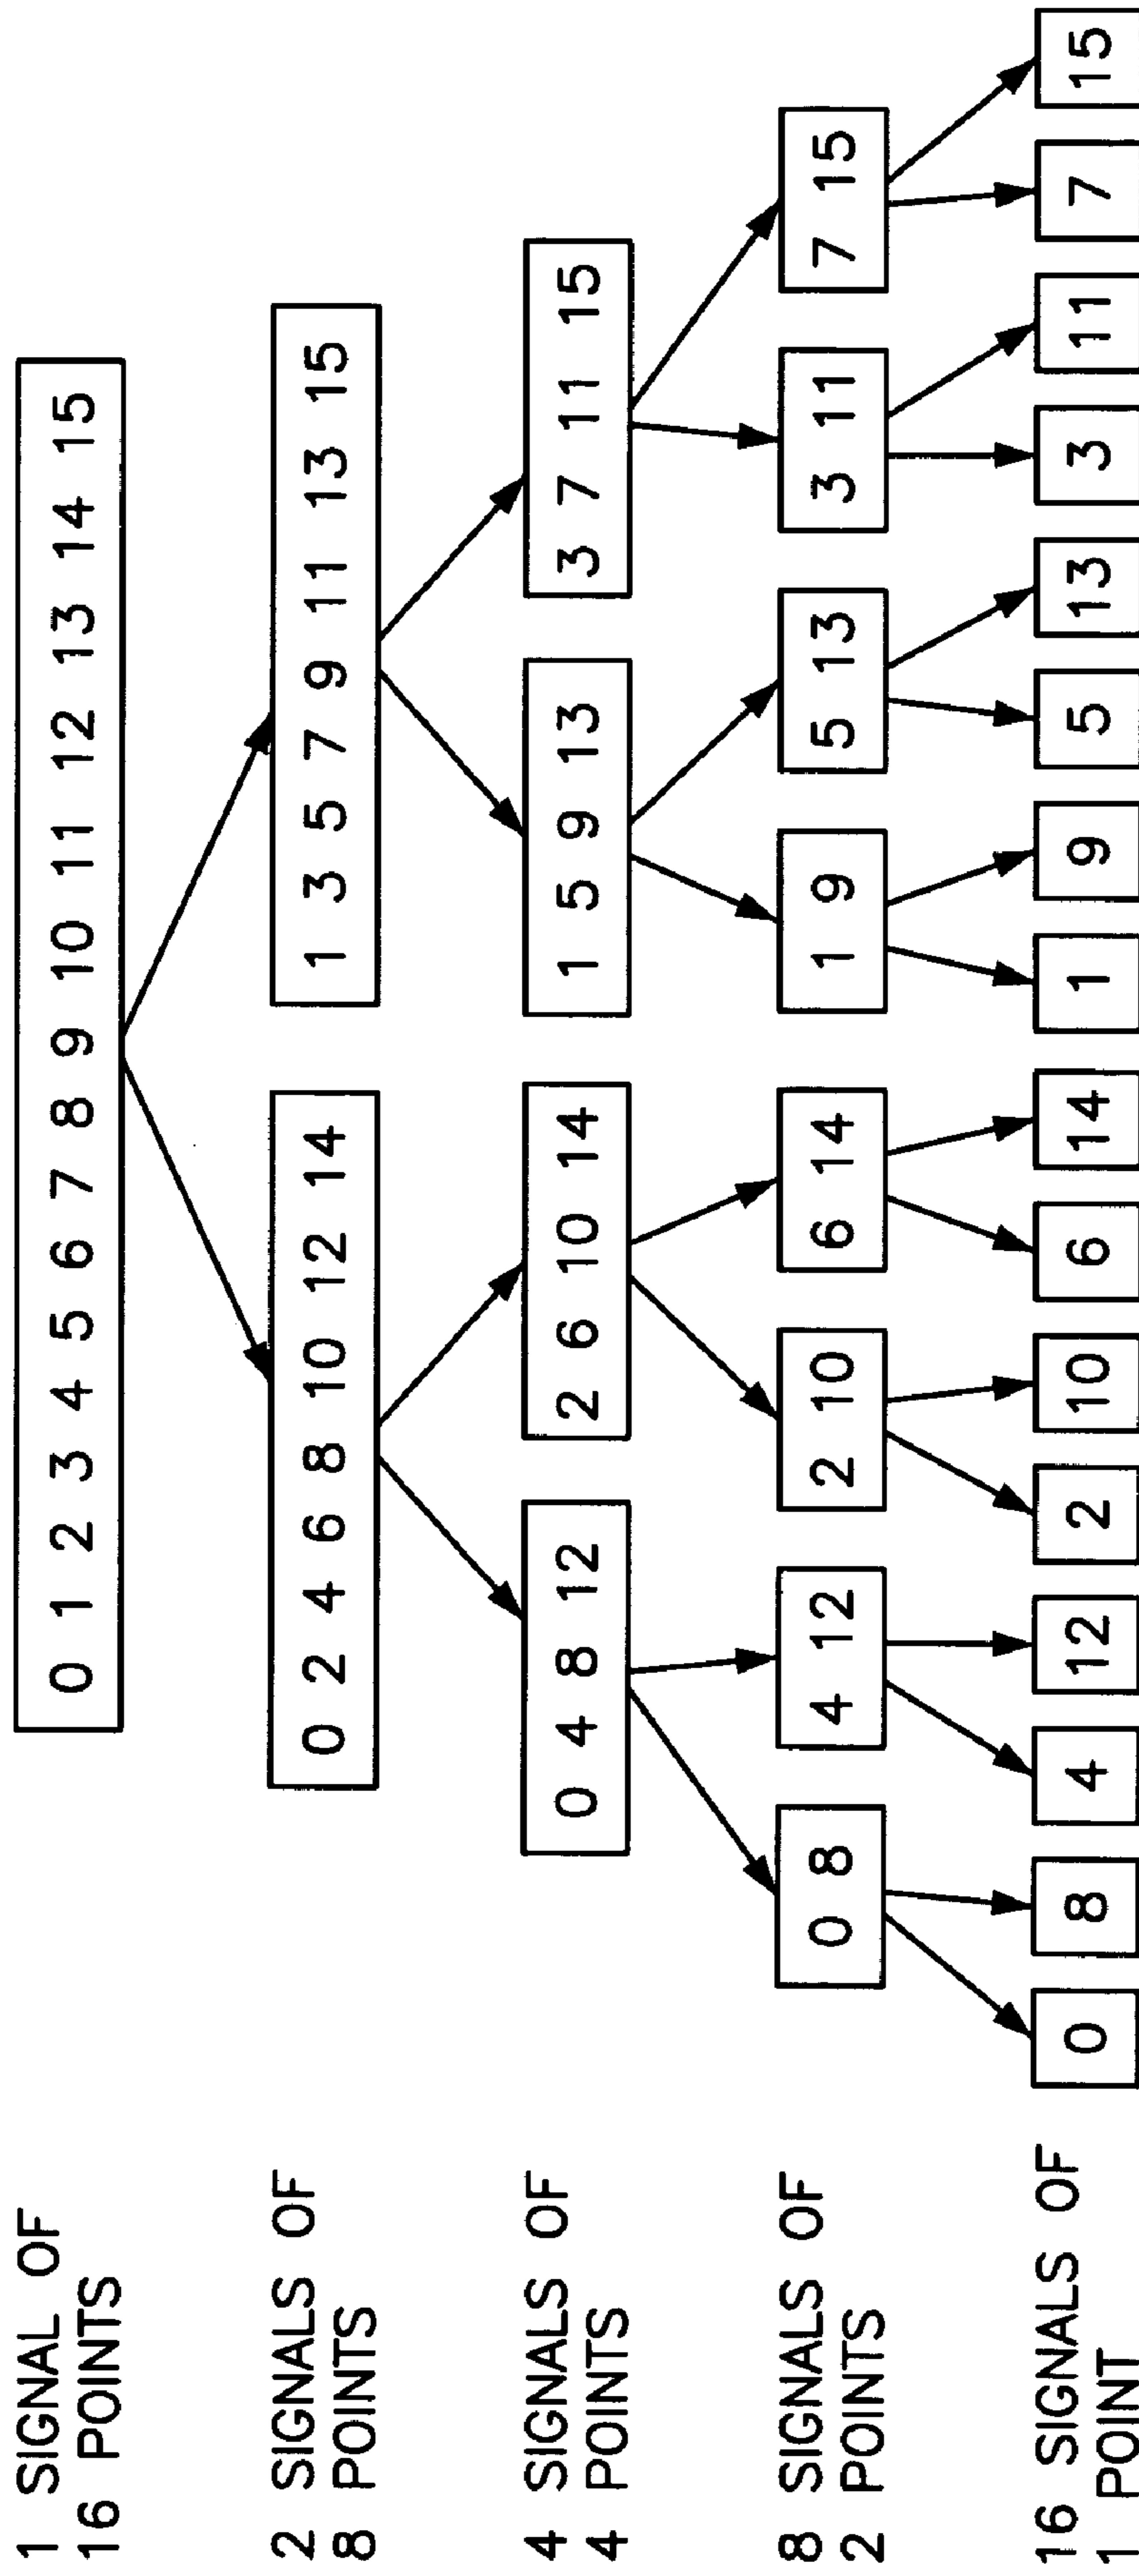 1 SIGNAL OF
16 POINTS
0 1 2 3 4 5 6 7 8 9 10 11 12 13 14 15
2 SIGNALS OF
8 POINTS
0 2 4 6 8 10 12 14
1 3 5 7 9 11 13 15
4 SIGNALS OF
4 POINTS
0 4 8 12
2 6 10 14
1 5 9 13
3 7 11 15
8 SIGNALS OF
2 POINTS
0 8
4 12
2 10
6 14
1 9
5 13
3 11
7 15
16 SIGNALS OF
1 POINT
0
8
4
12
2
10
6
14
1
9
5
13
3
11
7
15